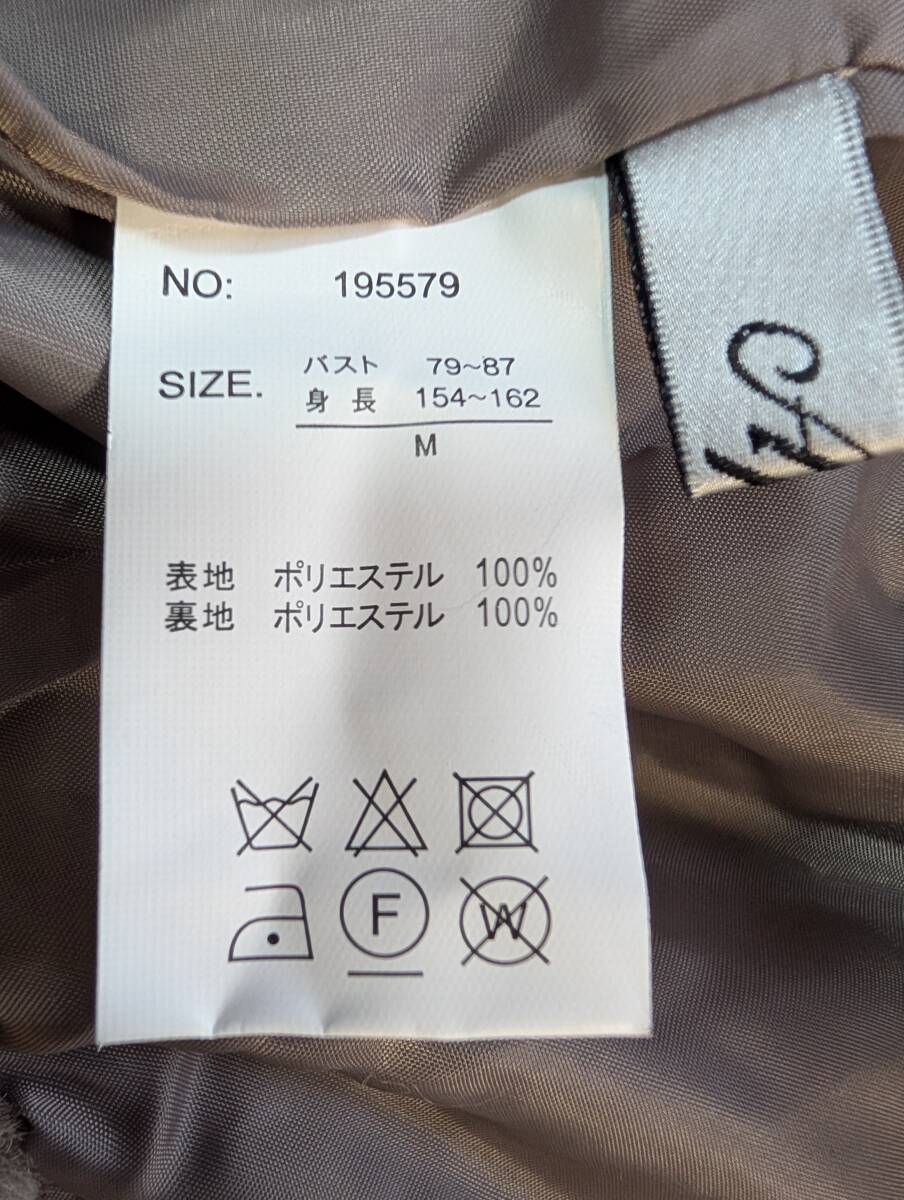 NO: 195579
SIZE. バスト 79~87
身長 154~162
M
表地 ポリエステル 100%
裏地 ポリエステル 100%
F
W